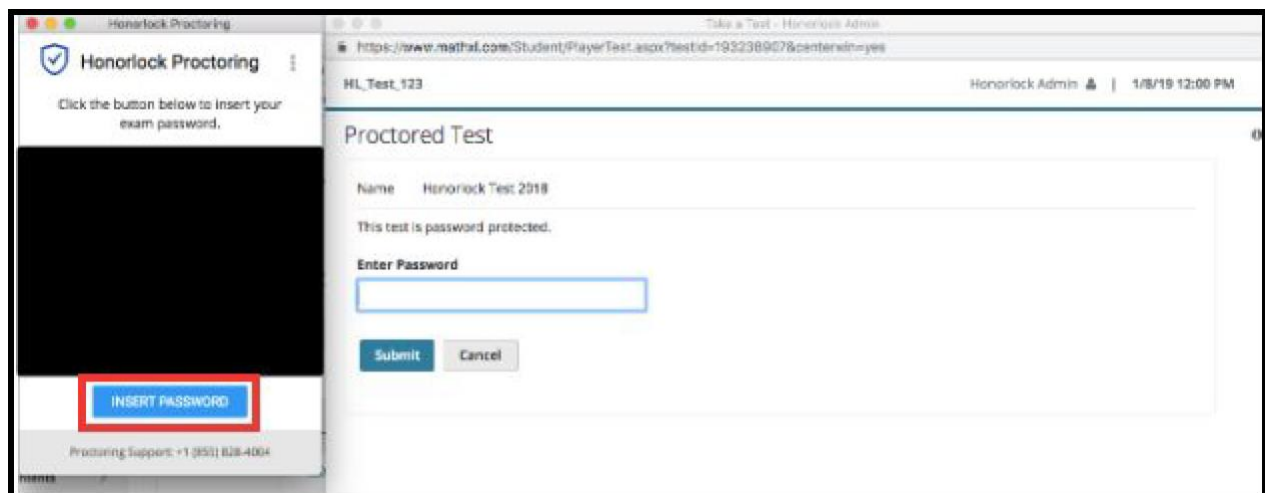 Honorlock Proctoring
Honorlock Proctoring
Click the button below to insert your
exam password.
INSERT PASSWORD
Proctoring Support: +1 (855) 828-4004
Take a Test - Honorlock Admin
https://www.mathxl.com/Student/PlayerTest.aspx?testid=193238907&centerwin=yes
HL_Test_123
Honorlock Admin | 1/8/19 12:00 PM
Proctored Test
Name Honorlock Test 2018
This test is password protected.
Enter Password
Submit Cancel